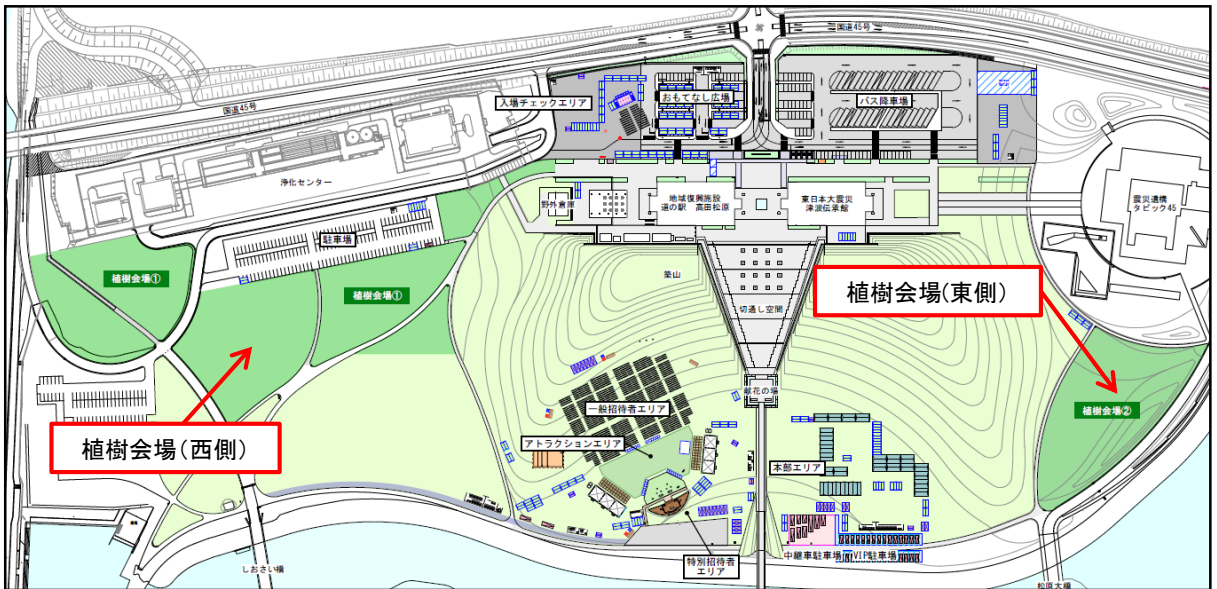 国道45号
国道45号
入場チェックエリア
おもてなし広場
バス降車場
浄化センター
野外倉庫
地域復興施設
道の駅 高田松原
東日本大震災
津波伝承館
震災遺構
タピック45
駐車場
植樹会場①
植樹会場①
築山
切通し空間
植樹会場(東側)
献花の場
一般招待者エリア
植樹会場②
植樹会場(西側)
アトラクションエリア
本部エリア
特別招待者
エリア
中継車駐車場
VIP駐車場
しおさい橋
松原大橋